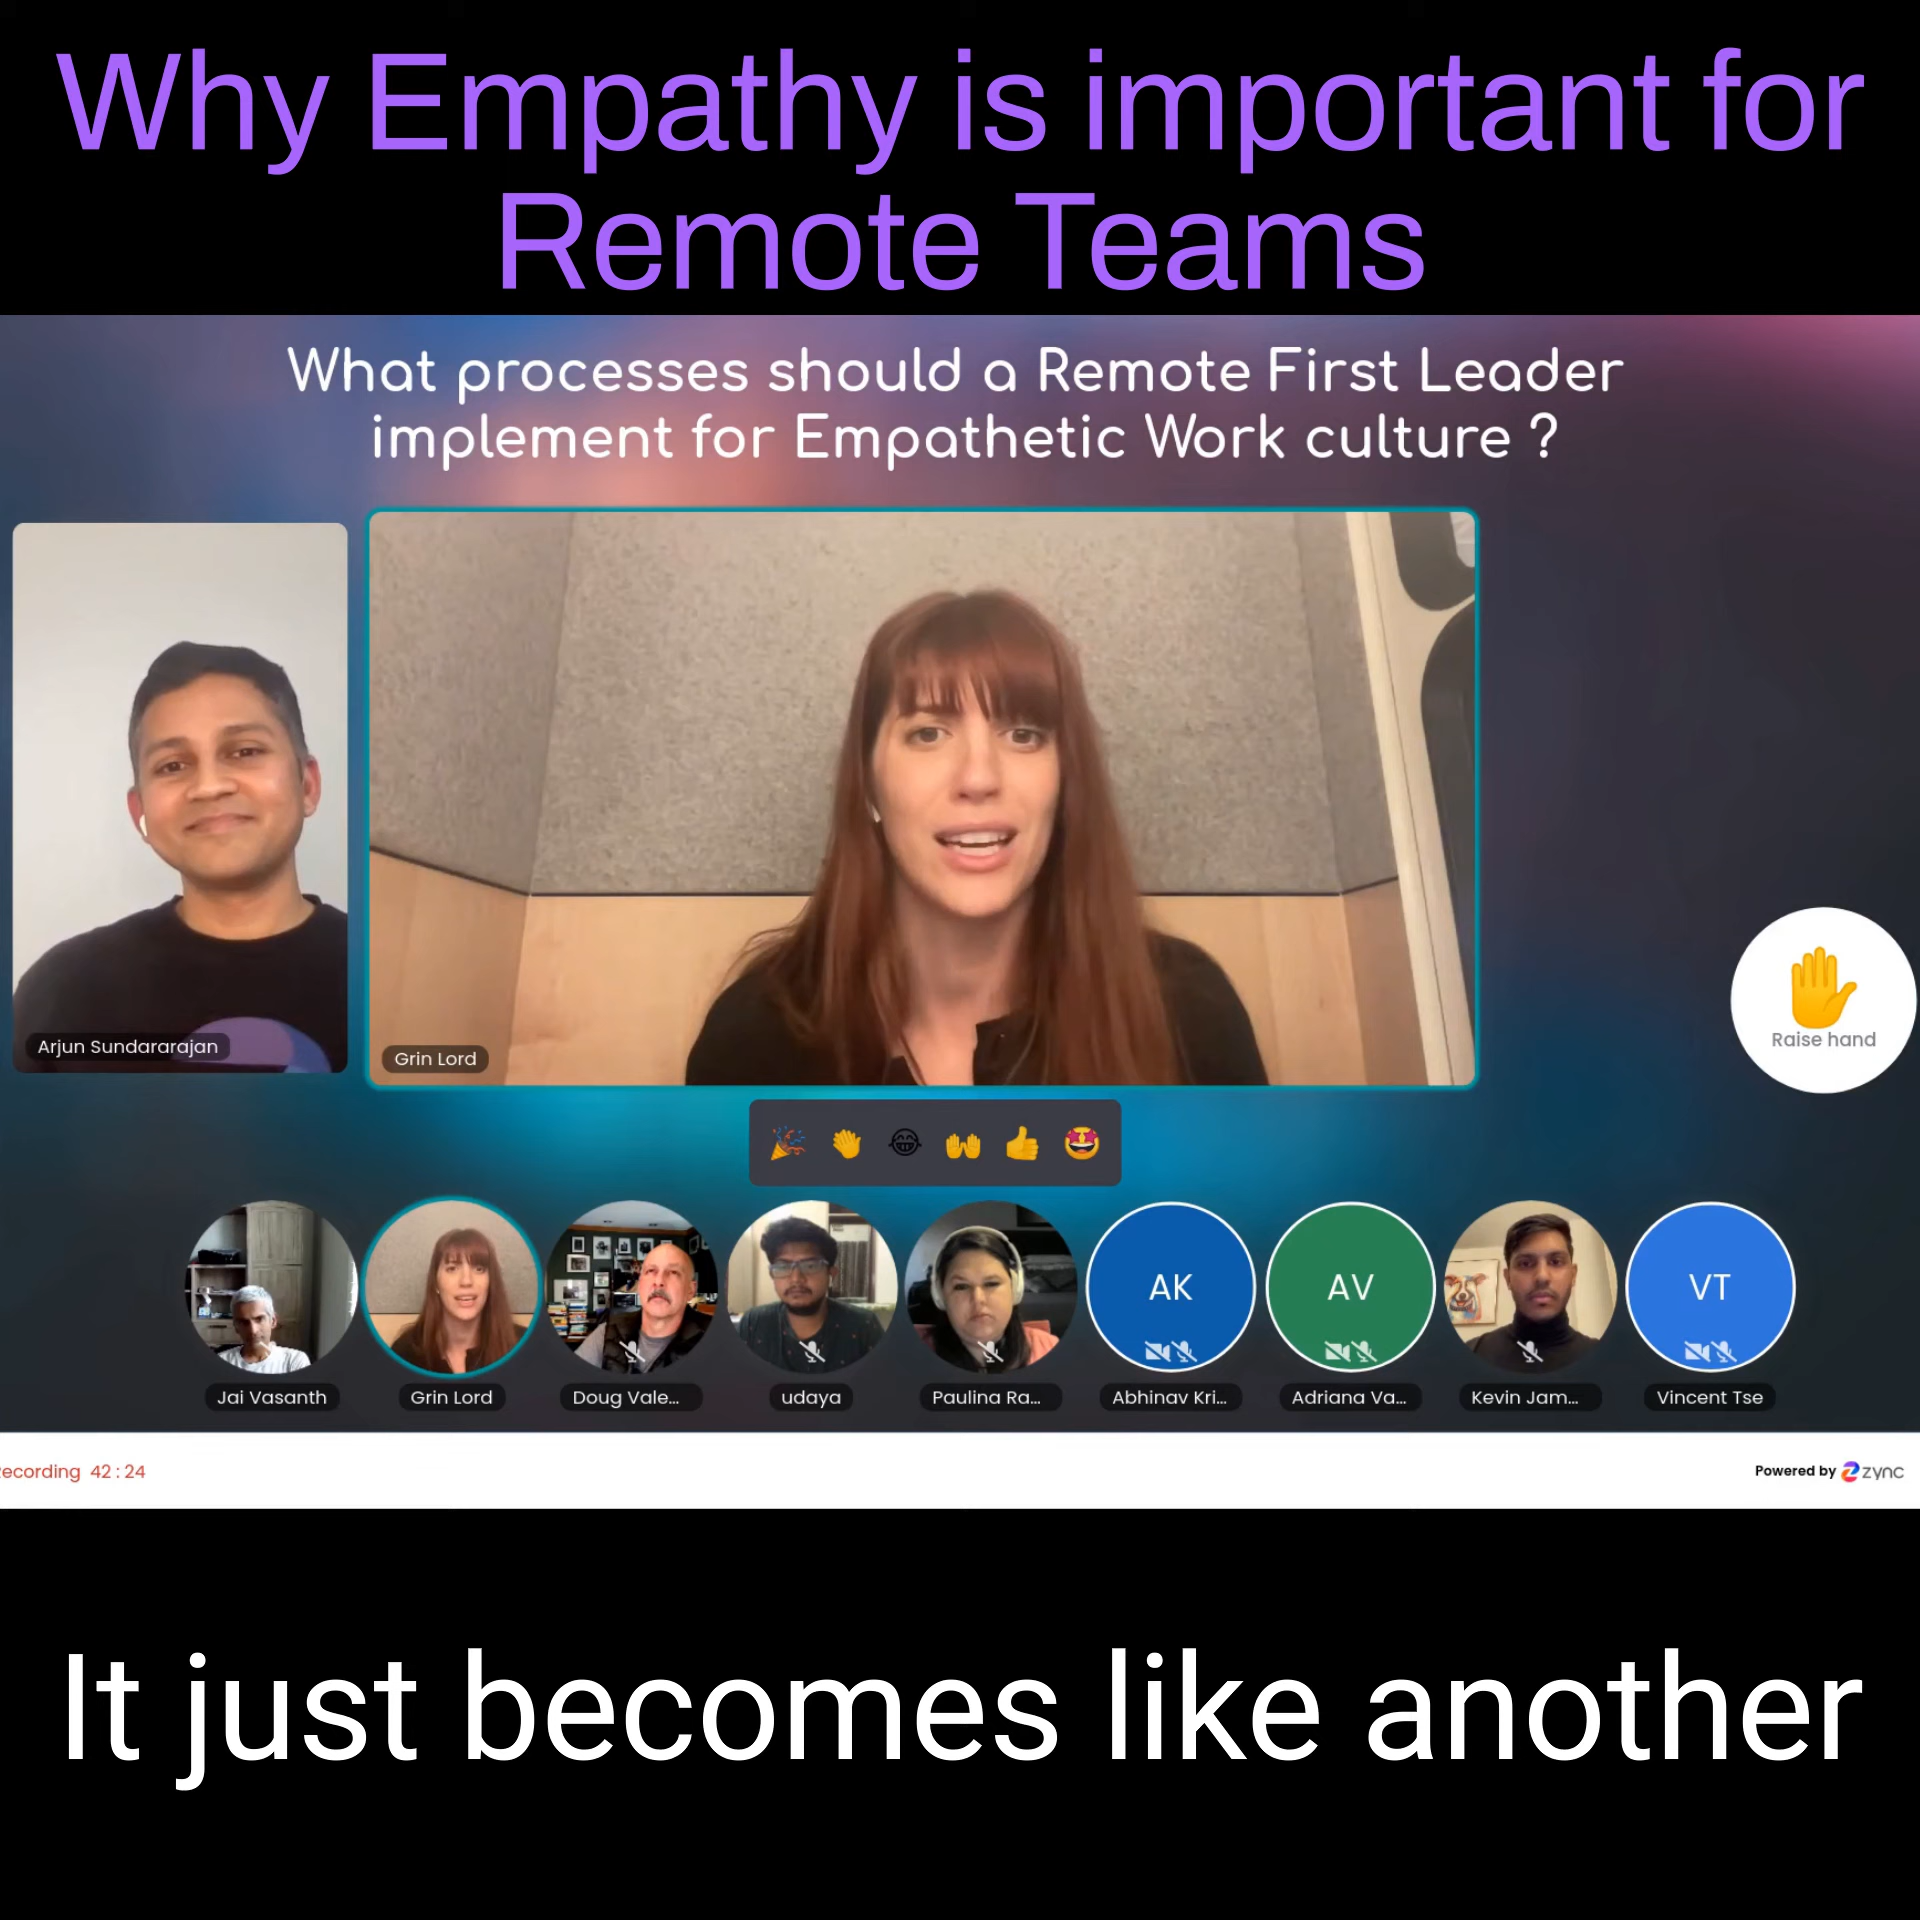 Why Empathy is important for
Remote Teams
What processes should a Remote First Leader
implement for Empathetic Work culture ?
Arjun Sundararajan
Grin Lord
Raise hand
AK
AV
VT
Jai Vasanth
Grin Lord
Doug Vale...
udaya
Paulina Ra...
Abhinav Kri...
Adriana Va...
Kevin Jam...
Vincent Tse
ecording 42 : 24
Powered by zync
It just becomes like another